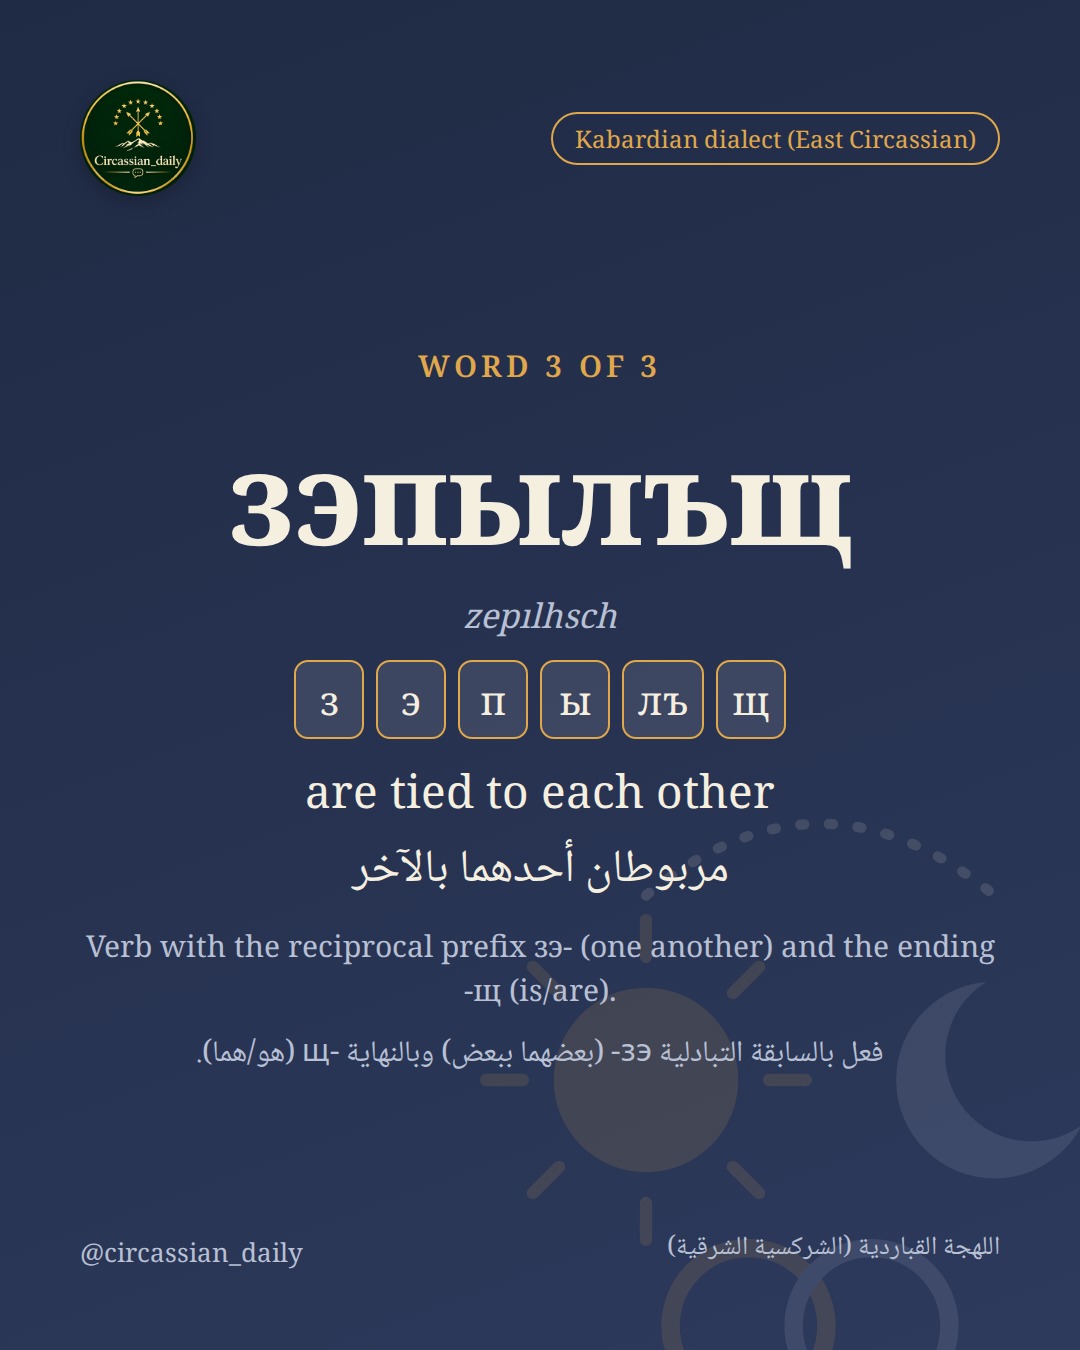 Circassian_daily
Kabardian dialect (East Circassian)
WORD 3 OF 3
зэпылъщ
zepılhsch
з э п ы лъ щ
are tied to each other
مربوطان أحدهما بالآخر
Verb with the reciprocal prefix зэ- (one another) and the ending
-щ (is/are).
فعل بالسابقة التبادلية зэ- (بعضهما ببعض) وبالنهاية -щ (هو/هما).
@circassian_daily
اللهجة القباردية (الشركسية الشرقية)